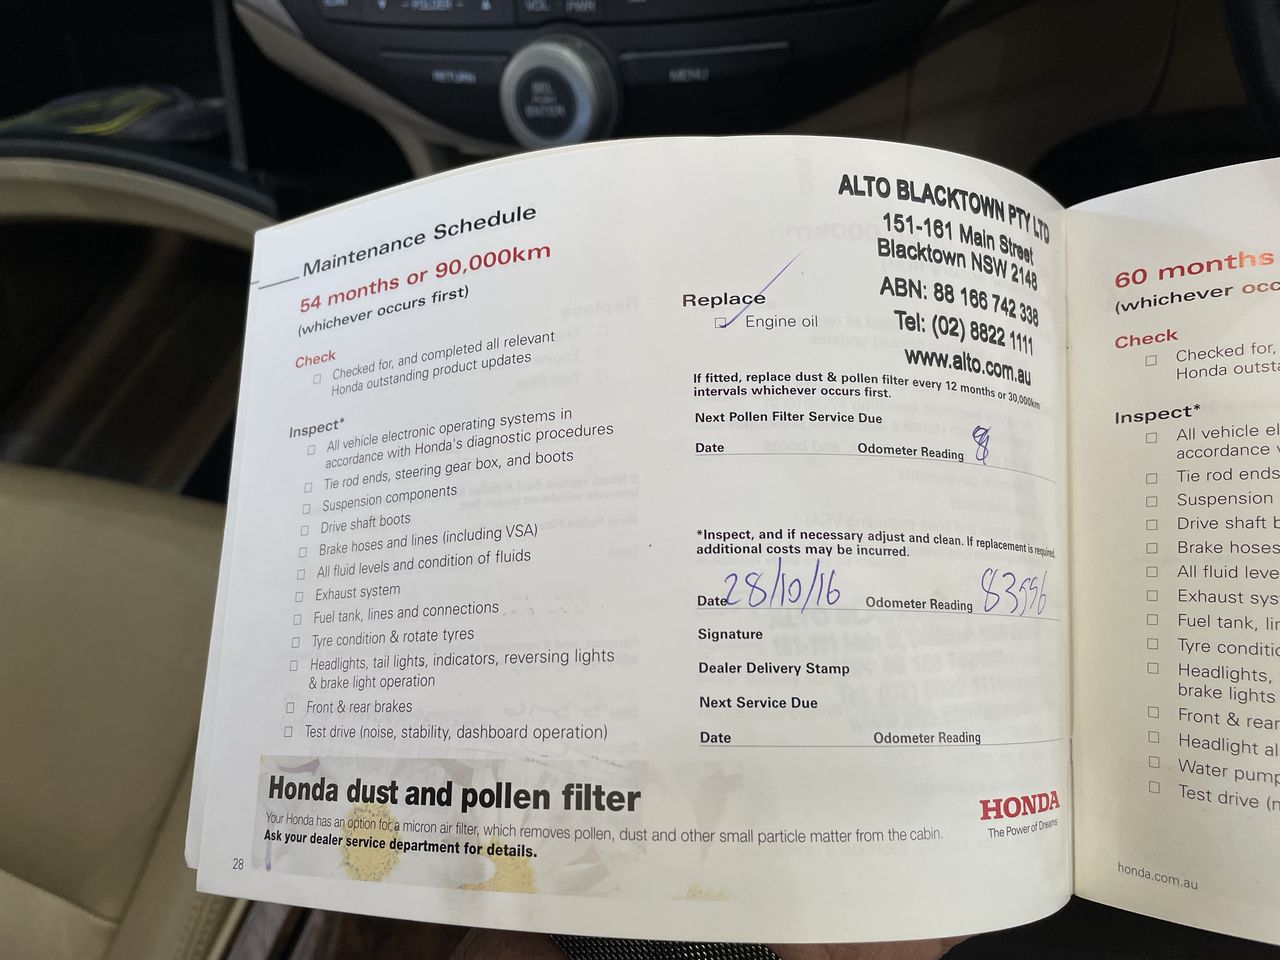 FOLDER
VOL PWR
RETURN
MENU
SEL
PUSH
ENTER
Maintenance Schedule
54 months or 90,000km
(whichever occurs first)
Check
Checked for, and completed all relevant
Honda outstanding product updates
Inspect*
All vehicle electronic operating systems in
accordance with Honda's diagnostic procedures
Tie rod ends, steering gear box, and boots
Suspension components
Drive shaft boots
Brake hoses and lines (including VSA)
All fluid levels and condition of fluids
Exhaust system
Fuel tank, lines and connections
Tyre condition & rotate tyres
Headlights, tail lights, indicators, reversing lights
& brake light operation
Front & rear brakes
Test drive (noise, stability, dashboard operation)
ALTO BLACKTOWN PTY LTD
151-161 Main Street
Blacktown NSW 2148
ABN: 88 166 742 338
Tel: (02) 8822 1111
www.alto.com.au
Replace
Engine oil
If fitted, replace dust & pollen filter every 12 months or 30,000km
intervals whichever occurs first.
Next Pollen Filter Service Due
Date Odometer Reading
*Inspect, and if necessary adjust and clean. If replacement is required,
additional costs may be incurred.
Date 28/10/16 Odometer Reading
Signature
Dealer Delivery Stamp
Next Service Due
Date Odometer Reading
Honda dust and pollen filter
Your Honda has an option for a micron air filter, which removes pollen, dust and other small particle matter from the cabin.
Ask your dealer service department for details.
HONDA
The Power of Dreams
28
60 months
(whichever
Check
Checked for,
Honda
Inspect*
All vehicle
accordance
Tie rod ends
Suspension
Drive shaft
Brake hoses
All fluid
Exhaust
Fuel tank,
Tyre
Headlights,
brake lights
Front & rear
Headlight
Water pump
Test drive
honda.com.au